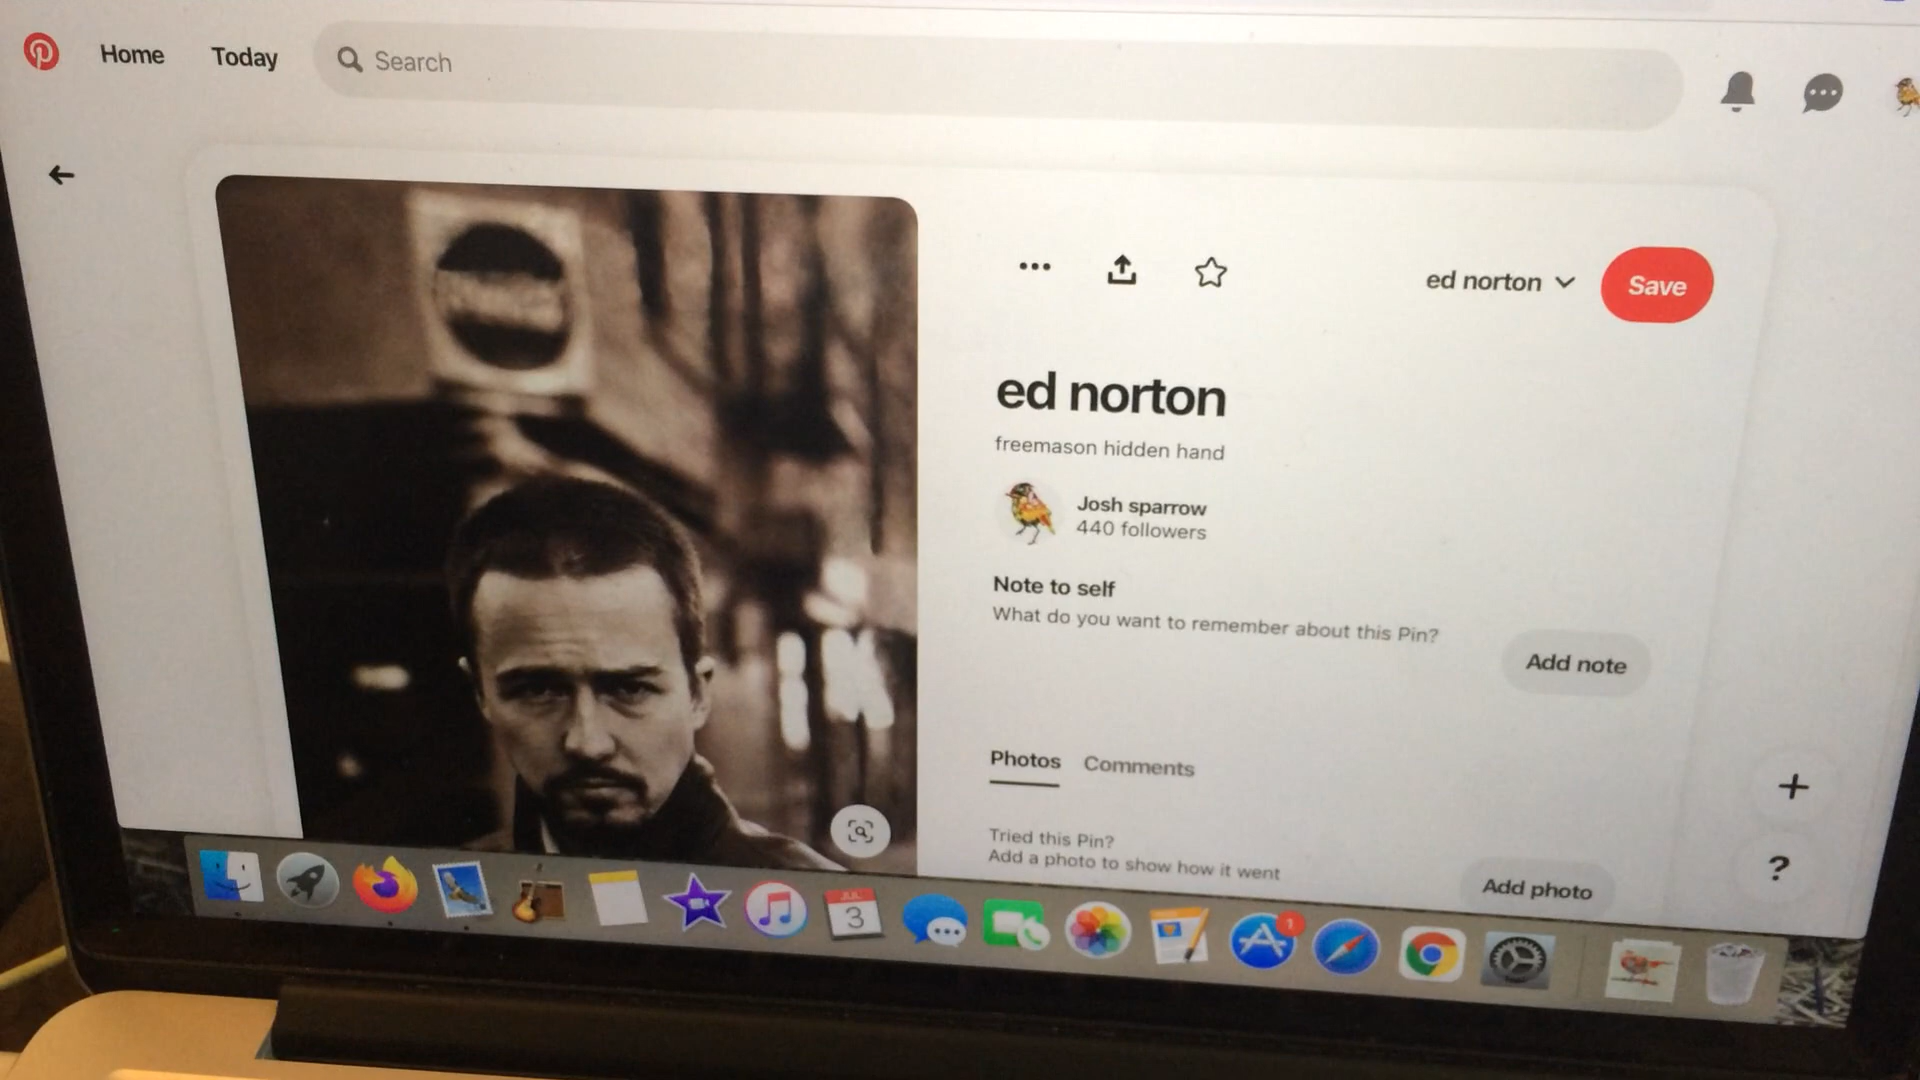 Home
Today
Search
ed norton
Save
ed norton
freemason hidden hand
Josh sparrow
440 followers
Note to self
What do you want to remember about this Pin?
Add note
Photos
Comments
Tried this Pin?
Add a photo to show how it went
Add photo
?
JUL
3
1